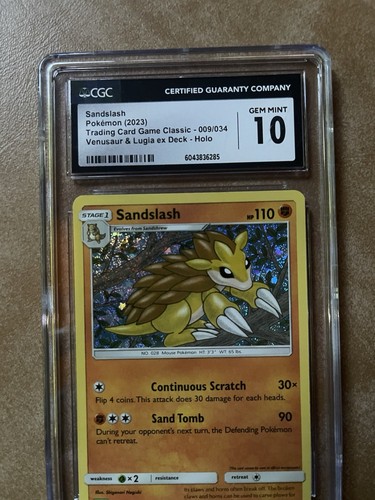 CGC
CERTIFIED GUARANTY COMPANY
Sandslash
Pokémon (2023)
Trading Card Game Classic - 009/034
Venusaur & Lugia ex Deck - Holo
GEM MINT
10
6043836285
STAGE 1
Sandslash
HP 110
Evolves from Sandshrew
NO. 028 Mouse Pokémon HT: 3'3" WT: 65 lbs.
Continuous Scratch 30×
Flip 4 coins. This attack does 30 damage for each heads.
Sand Tomb 90
During your opponent's next turn, the Defending Pokémon
can't retreat.
weakness ×2 resistance retreat
Illus. Shigenori Negishi